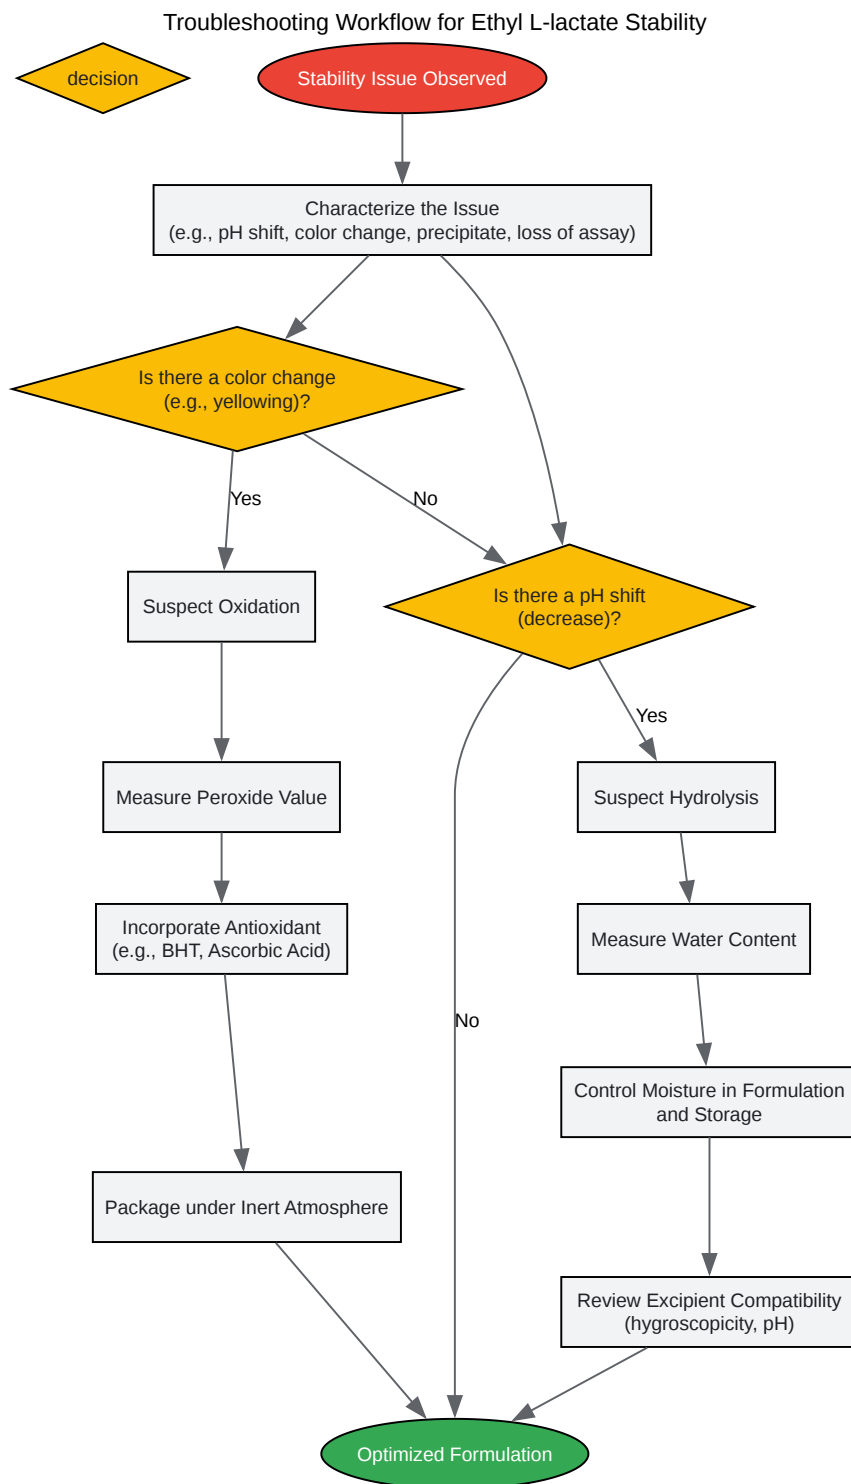 Troubleshooting Workflow for Ethyl L-lactate Stability
decision
Stability Issue Observed
Characterize the Issue
(e.g., pH shift, color change, precipitate, loss of assay)
Is there a color change
(e.g., yellowing)?
Yes
No
Suspect Oxidation
Is there a pH shift
(decrease)?
Yes
Measure Peroxide Value
Suspect Hydrolysis
Incorporate Antioxidant
(e.g., BHT, Ascorbic Acid)
Measure Water Content
No
Control Moisture in Formulation
and Storage
Package under Inert Atmosphere
Review Excipient Compatibility
(hygroscopicity, pH)
Optimized Formulation